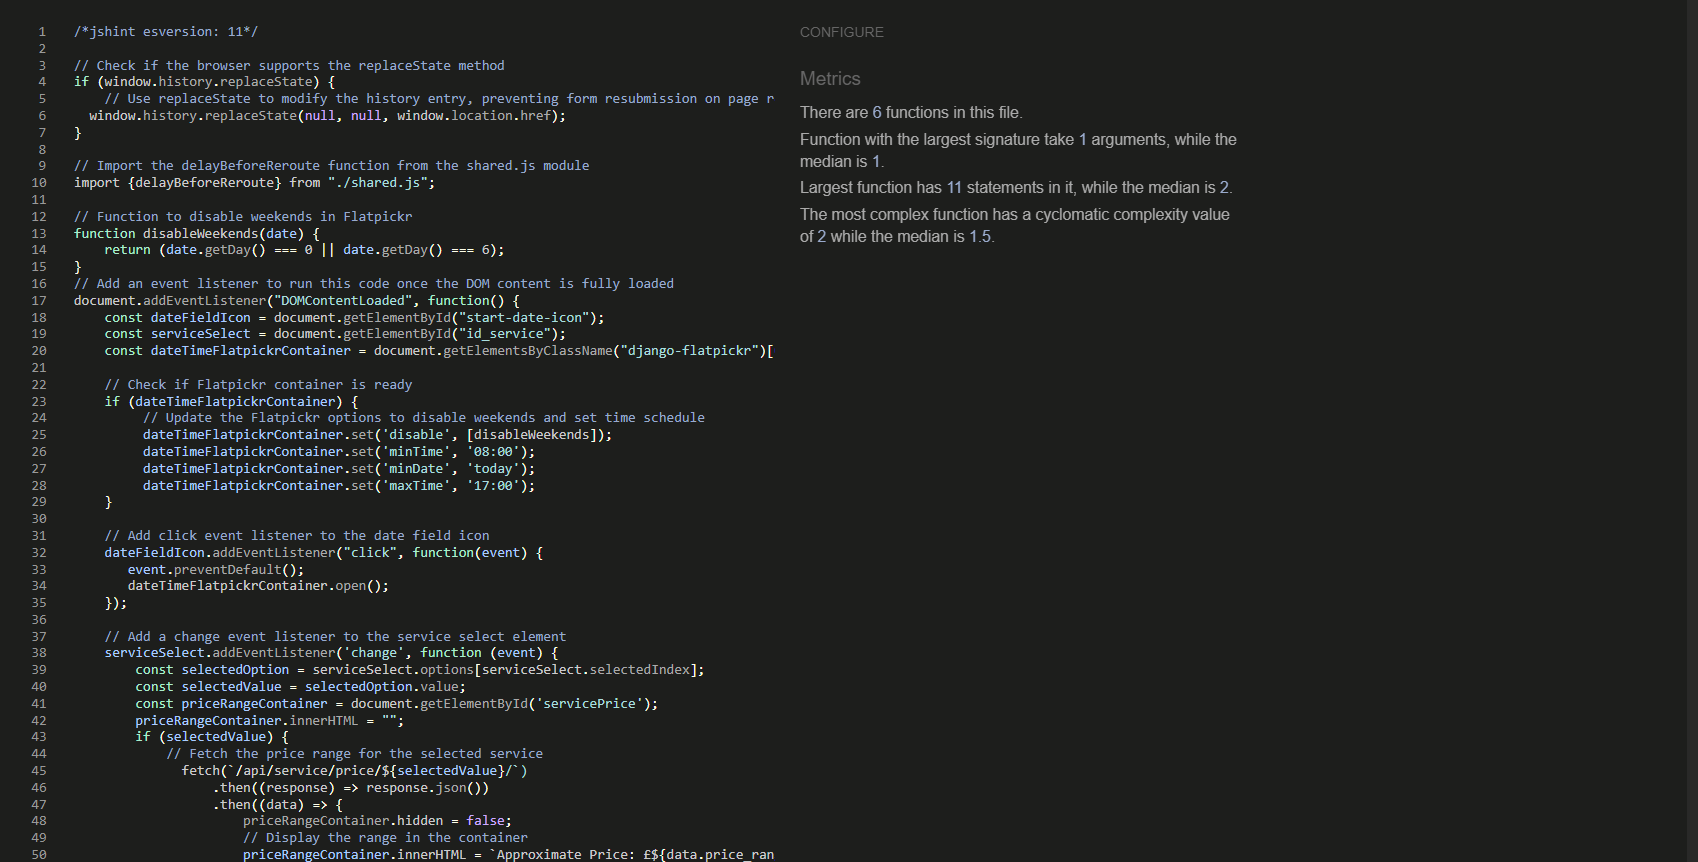 1 /*jshint esversion: 11*/
2
3 // Check if the browser supports the replaceState method
4 if (window.history.replaceState) {
5     // Use replaceState to modify the history entry, preventing form resubmission on page r
6   window.history.replaceState(null, null, window.location.href);
7 }
8
9 // Import the delayBeforeReroute function from the shared.js module
10 import {delayBeforeReroute} from "./shared.js";
11
12 // Function to disable weekends in Flatpickr
13 function disableWeekends(date) {
14     return (date.getDay() === 0 || date.getDay() === 6);
15 }
16 // Add an event listener to run this code once the DOM content is fully loaded
17 document.addEventListener("DOMContentLoaded", function() {
18     const dateFieldIcon = document.getElementById("start-date-icon");
19     const serviceSelect = document.getElementById("id_service");
20     const dateTimeFlatpickrContainer = document.getElementsByClassName("django-flatpickr")[
21
22     // Check if Flatpickr container is ready
23     if (dateTimeFlatpickrContainer) {
24          // Update the Flatpickr options to disable weekends and set time schedule
25          dateTimeFlatpickrContainer.set('disable', [disableWeekends]);
26          dateTimeFlatpickrContainer.set('minTime', '08:00');
27          dateTimeFlatpickrContainer.set('minDate', 'today');
28          dateTimeFlatpickrContainer.set('maxTime', '17:00');
29     }
30
31     // Add click event listener to the date field icon
32     dateFieldIcon.addEventListener("click", function(event) {
33        event.preventDefault();
34        dateTimeFlatpickrContainer.open();
35     });
36
37     // Add a change event listener to the service select element
38     serviceSelect.addEventListener('change', function (event) {
39         const selectedOption = serviceSelect.options[serviceSelect.selectedIndex];
40         const selectedValue = selectedOption.value;
41         const priceRangeContainer = document.getElementById('servicePrice');
42         priceRangeContainer.innerHTML = "";
43         if (selectedValue) {
44             // Fetch the price range for the selected service
45               fetch(`/api/service/price/${selectedValue}/`)
46                   .then((response) => response.json())
47                   .then((data) => {
48                       priceRangeContainer.hidden = false;
49                       // Display the range in the container
50                       priceRangeContainer.innerHTML = `Approximate Price: £${data.price_ran
CONFIGURE
Metrics
There are 6 functions in this file.
Function with the largest signature take 1 arguments, while the
median is 1.
Largest function has 11 statements in it, while the median is 2.
The most complex function has a cyclomatic complexity value
of 2 while the median is 1.5.